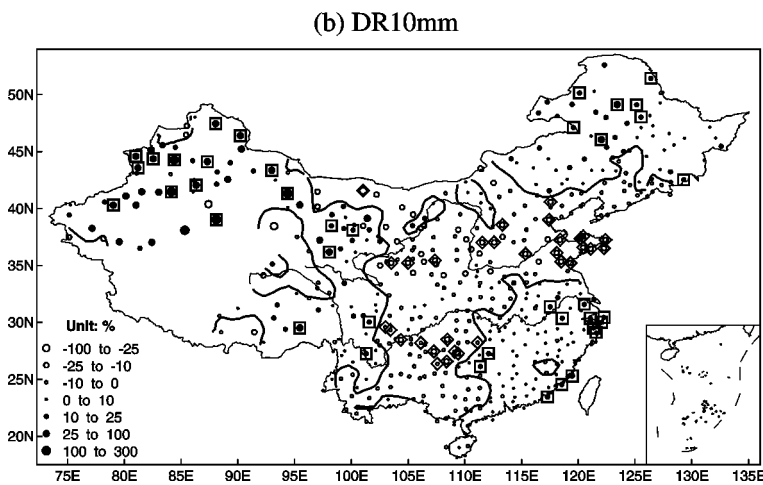 (b) DR10mm
50N
45N
40N
35N
30N
25N
20N
Unit: %
-100 to -25
-25 to -10
-10 to 0
0 to 10
10 to 25
25 to 100
100 to 300
75E 80E 85E 90E 95E 100E 105E 110E 115E 120E 125E 130E 135E